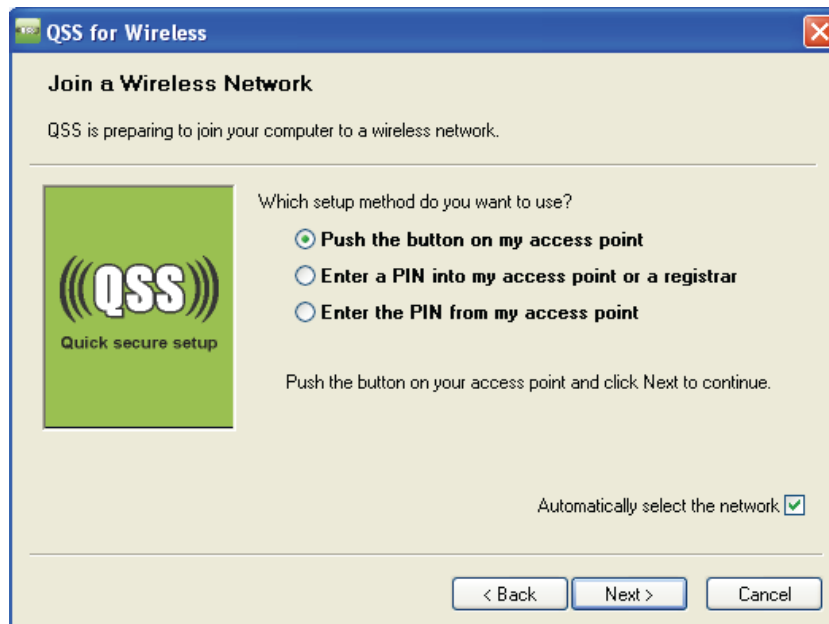 QSS for Wireless
Join a Wireless Network
QSS is preparing to join your computer to a wireless network.
Which setup method do you want to use?
Push the button on my access point
Enter a PIN into my access point or a registrar
Enter the PIN from my access point
QSS
Quick secure setup
Push the button on your access point and click Next to continue.
Automatically select the network
< Back
Next >
Cancel